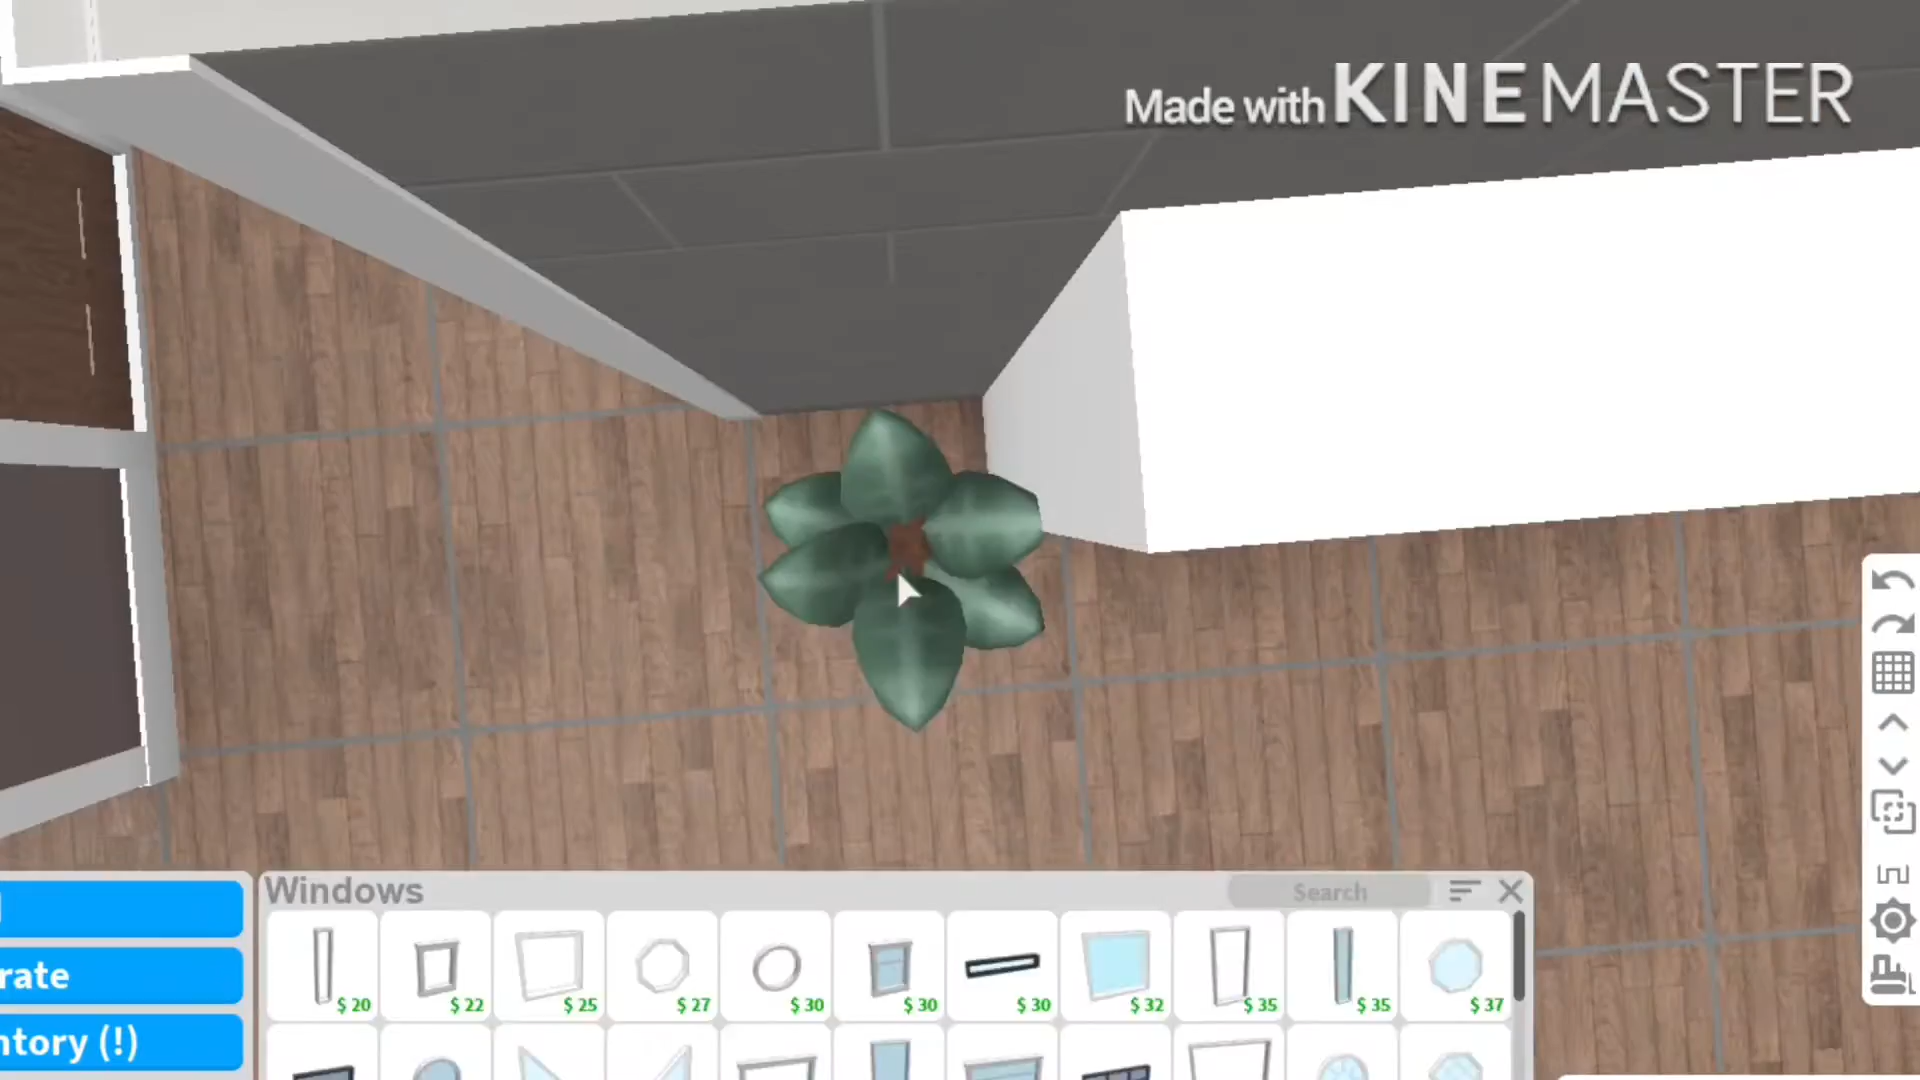 Made with KINEMASTER
Windows
Search
$ 20
$ 22
$ 25
$ 27
$ 30
$ 30
$ 30
$ 32
$ 35
$ 35
$ 37
rate
ntory (!)